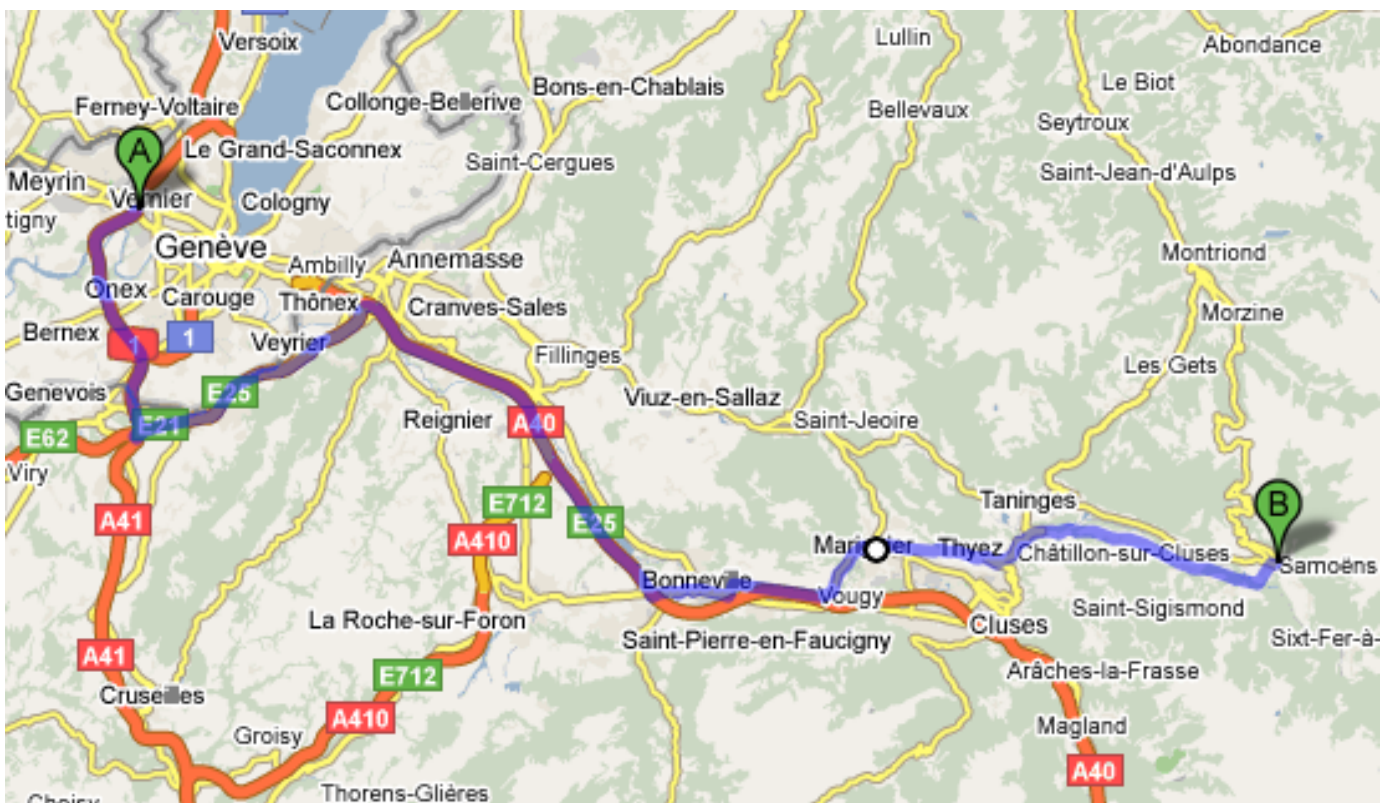 Versoix
Lullin
Abondance
Le Biot
Bons-en-Chablais
Collonge-Bellerive
Ferney-Voltaire
Bellevaux
Seytroux
A
Le Grand-Saconnex
Saint-Cergues
Saint-Jean-d'Aulps
Meyrin
Vernier
Cologny
tigny
Genève
Montriond
Ambilly
Annemasse
Onex
Carouge
Thônex
Cranves-Sales
Morzine
Bernex
1
1
Veyrier
Fillinges
Les Gets
Genevois
E25
Viuz-en-Sallaz
E21
Reignier
A40
Saint-Jeoire
E62
Viry
E712
Taninges
B
A41
E25
A410
Thyez
Châtillon-sur-Cluses
Samoëns
Bonneville
Vougy
Saint-Sigismond
La Roche-sur-Foron
Cluses
Saint-Pierre-en-Faucigny
Sixt-Fer-à-
A41
E712
Arâches-la-Frasse
Cruseilles
A410
Magland
Groisy
A40
Thorens-Glières